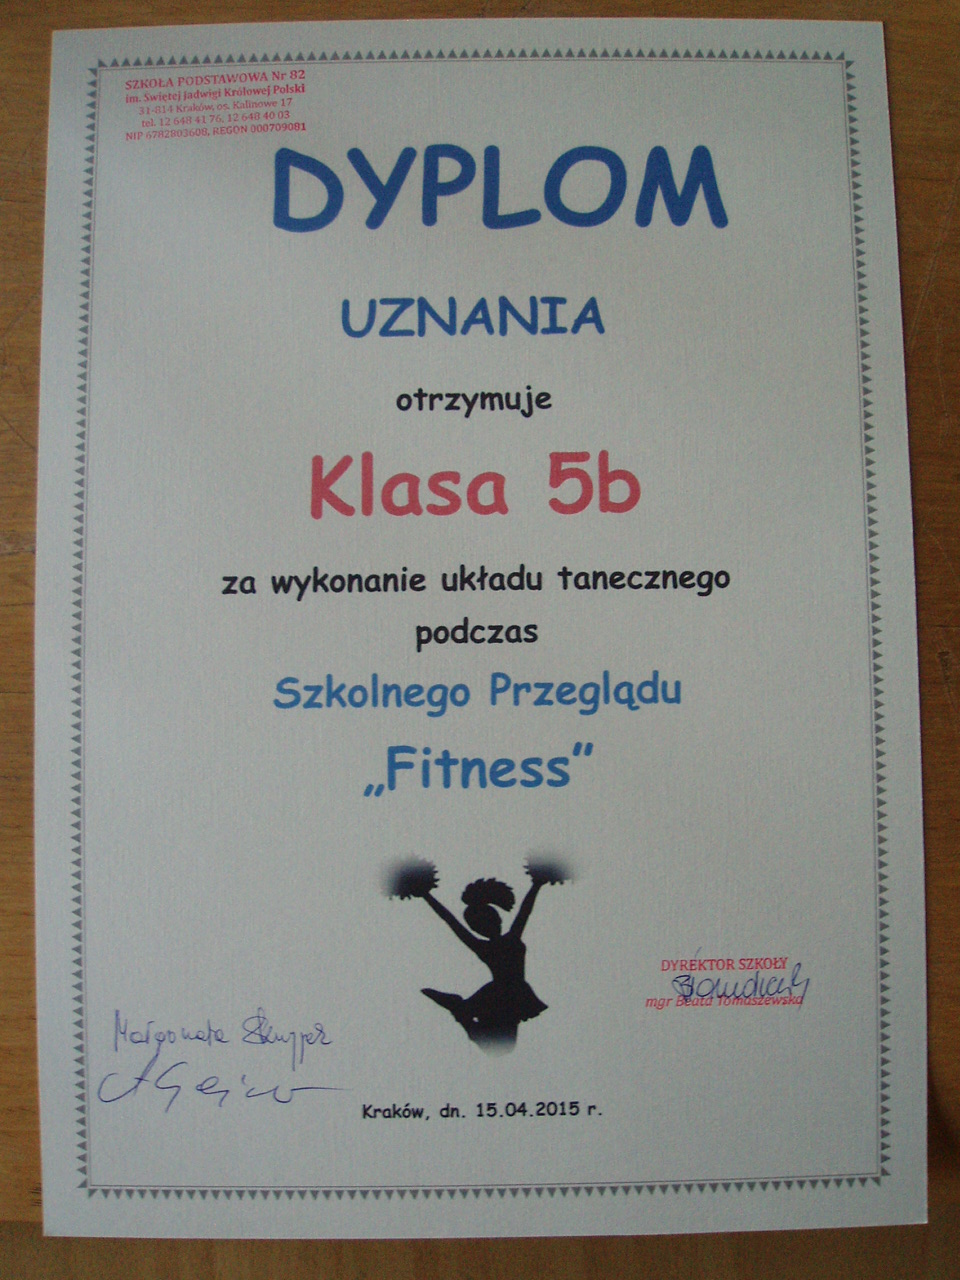 SZKOŁA PODSTAWOWA Nr 82
im. Świętej Jadwigi Królowej Polski
31-814 Kraków, os. Kalinowe 17
tel. 12 648 41 76, 12 648 40 03
NIP 6782803608, REGON 000709081
DYPLOM
UZNANIA
otrzymuje
Klasa 5b
za wykonanie układu tanecznego
podczas
Szkolnego Przeglądu
„Fitness”
DYREKTOR SZKOŁY
mgr Beata Tomaszewska
Małgorzata
Kraków, dn. 15.04.2015 r.